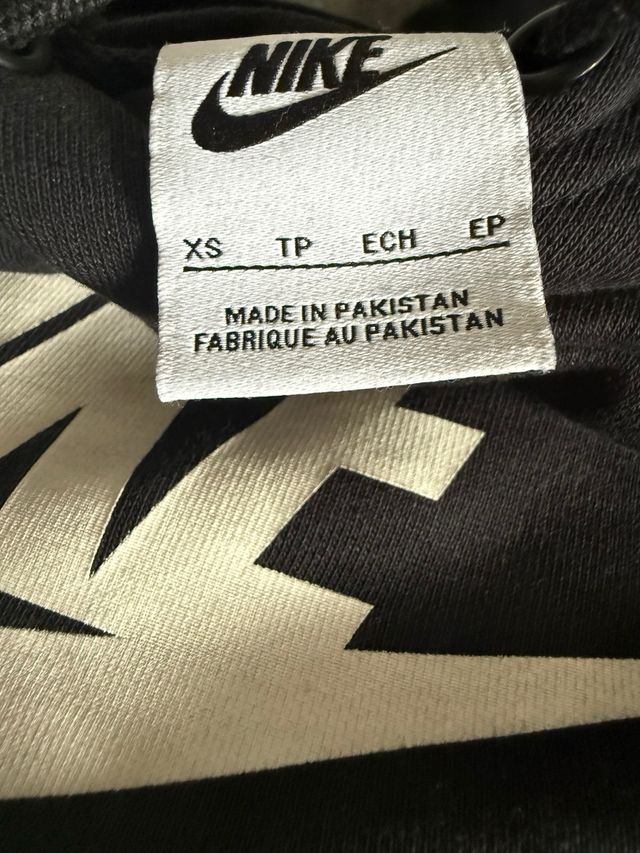 NIKE
XS TP ECH EP
MADE IN PAKISTAN
FABRIQUE AU PAKISTAN